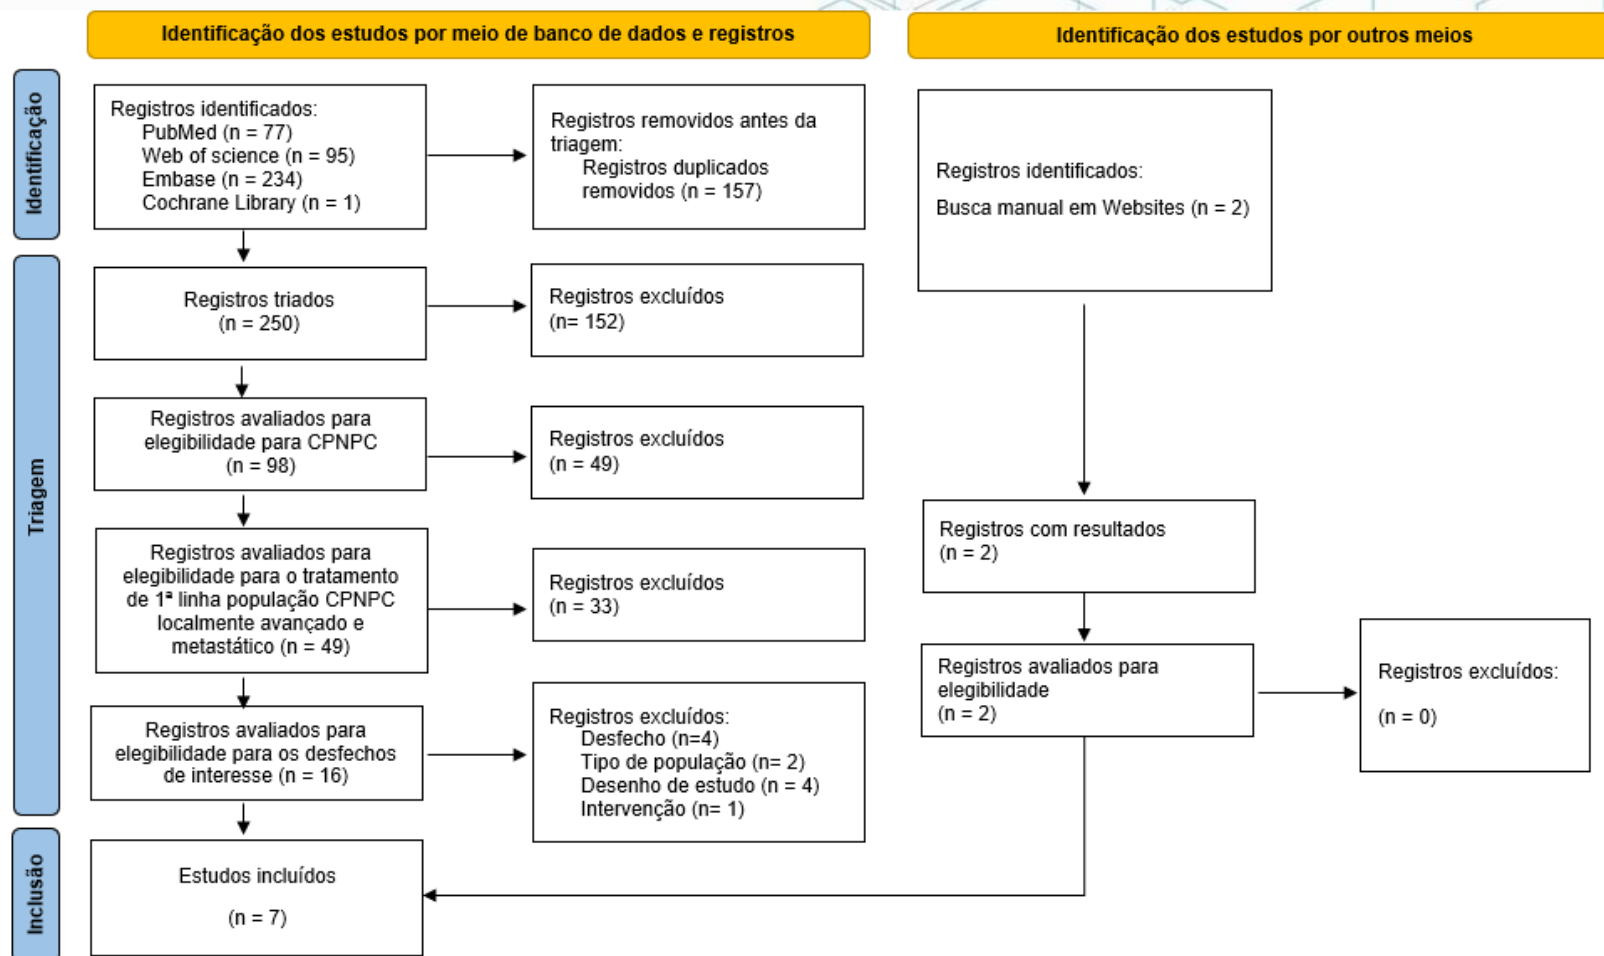 Identificação dos estudos por meio de banco de dados e registros
Identificação dos estudos por outros meios
Identificação
Registros identificados:
PubMed (n = 77)
Web of science (n = 95)
Embase (n = 234)
Cochrane Library (n = 1)
Registros removidos antes da
triagem:
Registros duplicados
removidos (n = 157)
Registros identificados:
Busca manual em Websites (n = 2)
Triagem
Registros triados
(n = 250)
Registros excluídos
(n= 152)
Registros avaliados para
elegibilidade para CPNPC
(n = 98)
Registros excluídos
(n = 49)
Registros avaliados para
elegibilidade para o tratamento
de 1ª linha população CPNPC
localmente avançado e
metastático (n = 49)
Registros excluídos
(n = 33)
Registros com resultados
(n = 2)
Registros avaliados para
elegibilidade
(n = 2)
Registros excluídos:
(n = 0)
Registros avaliados para
elegibilidade para os desfechos
de interesse (n = 16)
Registros excluídos:
Desfecho (n=4)
Tipo de população (n= 2)
Desenho de estudo (n = 4)
Intervenção (n= 1)
Inclusão
Estudos incluídos
(n = 7)